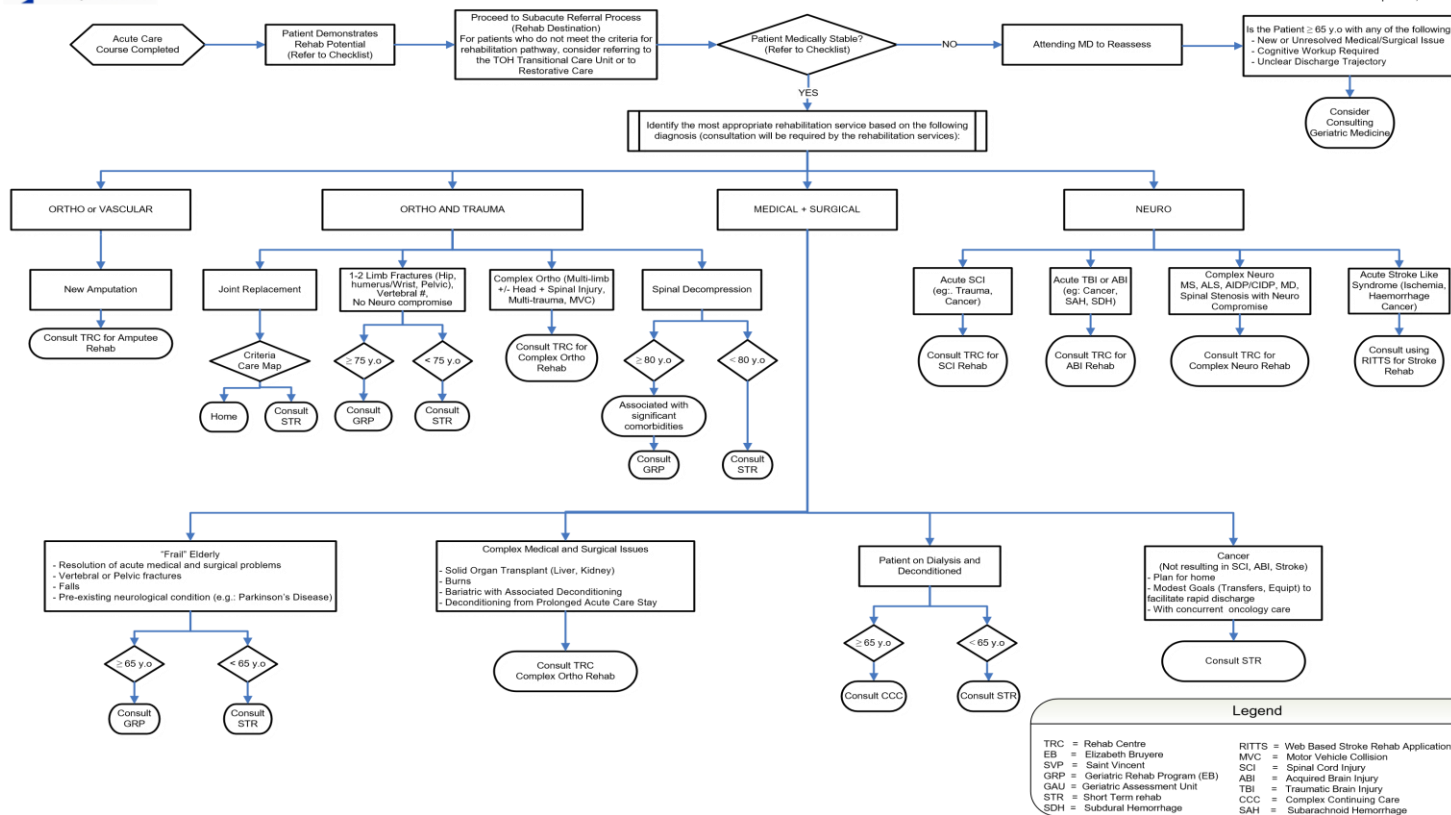 Acute Care
Course Completed
Patient Demonstrates
Rehab Potential
(Refer to Checklist)
Proceed to Subacute Referral Process
(Rehab Destination)
For patients who do not meet the criteria for
rehabilitation pathway, consider referring to
the TOH Transitional Care Unit or to
Restorative Care
Patient Medically Stable?
(Refer to Checklist)
NO
Attending MD to Reassess
Is the Patient ≥ 65 y.o with any of the following
- New or Unresolved Medical/Surgical Issue
- Cognitive Workup Required
- Unclear Discharge Trajectory
Consider
Consulting
Geriatric Medicine
YES
Identify the most appropriate rehabilitation service based on the following
diagnosis (consultation will be required by the rehabilitation services):
ORTHO or VASCULAR
ORTHO AND TRAUMA
MEDICAL + SURGICAL
NEURO
New Amputation
Consult TRC for Amputee
Rehab
Joint Replacement
Criteria
Care Map
Home
Consult
STR
1-2 Limb Fractures (Hip,
humerus/Wrist, Pelvic),
Vertebral #,
No Neuro compromise
≥ 75 y.o
< 75 y.o
Consult
GRP
Consult
STR
Complex Ortho (Multi-limb
+/- Head + Spinal Injury,
Multi-trauma, MVC)
Consult TRC for
Complex Ortho
Rehab
Spinal Decompression
≥ 80 y.o
< 80 y.o
Associated with
significant
comorbidities
Consult
GRP
Consult
STR
Acute SCI
(eg:. Trauma,
Cancer)
Consult TRC for
SCI Rehab
Acute TBI or ABI
(eg: Cancer,
SAH, SDH)
Consult TRC for
ABI Rehab
Complex Neuro
MS, ALS, AIDP/CIDP, MD,
Spinal Stenosis with Neuro
Compromise
Consult TRC for
Complex Neuro Rehab
Acute Stroke Like
Syndrome (Ischemia,
Haemorrhage
Cancer)
Consult using
RITTS for Stroke
Rehab
"Frail" Elderly
- Resolution of acute medical and surgical problems
- Vertebral or Pelvic fractures
- Falls
- Pre-existing neurological condition (e.g.: Parkinson's Disease)
≥ 65 y.o
< 65 y.o
Consult
GRP
Consult
STR
Complex Medical and Surgical Issues
- Solid Organ Transplant (Liver, Kidney)
- Burns
- Bariatric with Associated Deconditioning
- Deconditioning from Prolonged Acute Care Stay
Consult TRC
Complex Ortho Rehab
Patient on Dialysis and
Deconditioned
≥ 65 y.o
< 65 y.o
Consult CCC
Consult STR
Cancer
(Not resulting in SCI, ABI, Stroke)
- Plan for home
- Modest Goals (Transfers, Equipt) to
facilitate rapid discharge
- With concurrent oncology care
Consult STR
Legend
TRC = Rehab Centre
EB = Elizabeth Bruyere
SVP = Saint Vincent
GRP = Geriatric Rehab Program (EB)
GAU = Geriatric Assessment Unit
STR = Short Term rehab
SDH = Subdural Hemorrhage
RITTS = Web Based Stroke Rehab Application
MVC = Motor Vehicle Collision
SCI = Spinal Cord Injury
ABI = Acquired Brain Injury
TBI = Traumatic Brain Injury
CCC = Complex Continuing Care
SAH = Subarachnoid Hemorrhage